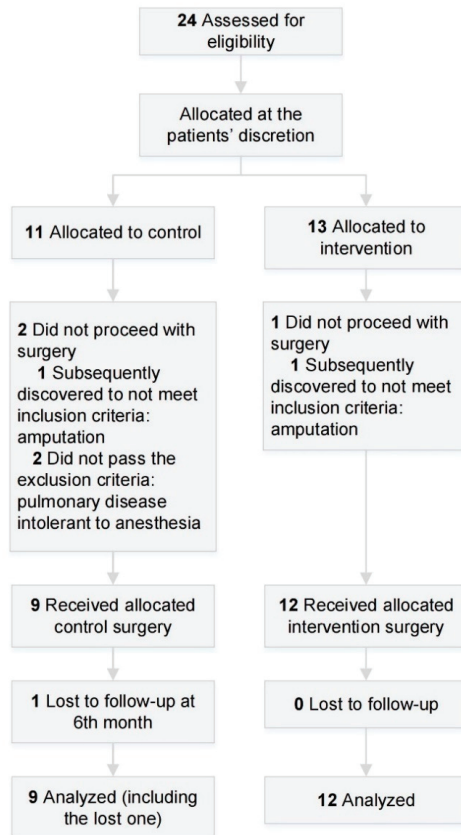 24 Assessed for
eligibility
Allocated at the
patients' discretion
11 Allocated to control
13 Allocated to
intervention
2 Did not proceed with
surgery
1 Subsequently
discovered to not meet
inclusion criteria:
amputation
2 Did not pass the
exclusion criteria:
pulmonary disease
intolerant to anesthesia
1 Did not proceed with
surgery
1 Subsequently
discovered to not meet
inclusion criteria:
amputation
9 Received allocated
control surgery
12 Received allocated
intervention surgery
1 Lost to follow-up at
6th month
0 Lost to follow-up
9 Analyzed (including
the lost one)
12 Analyzed